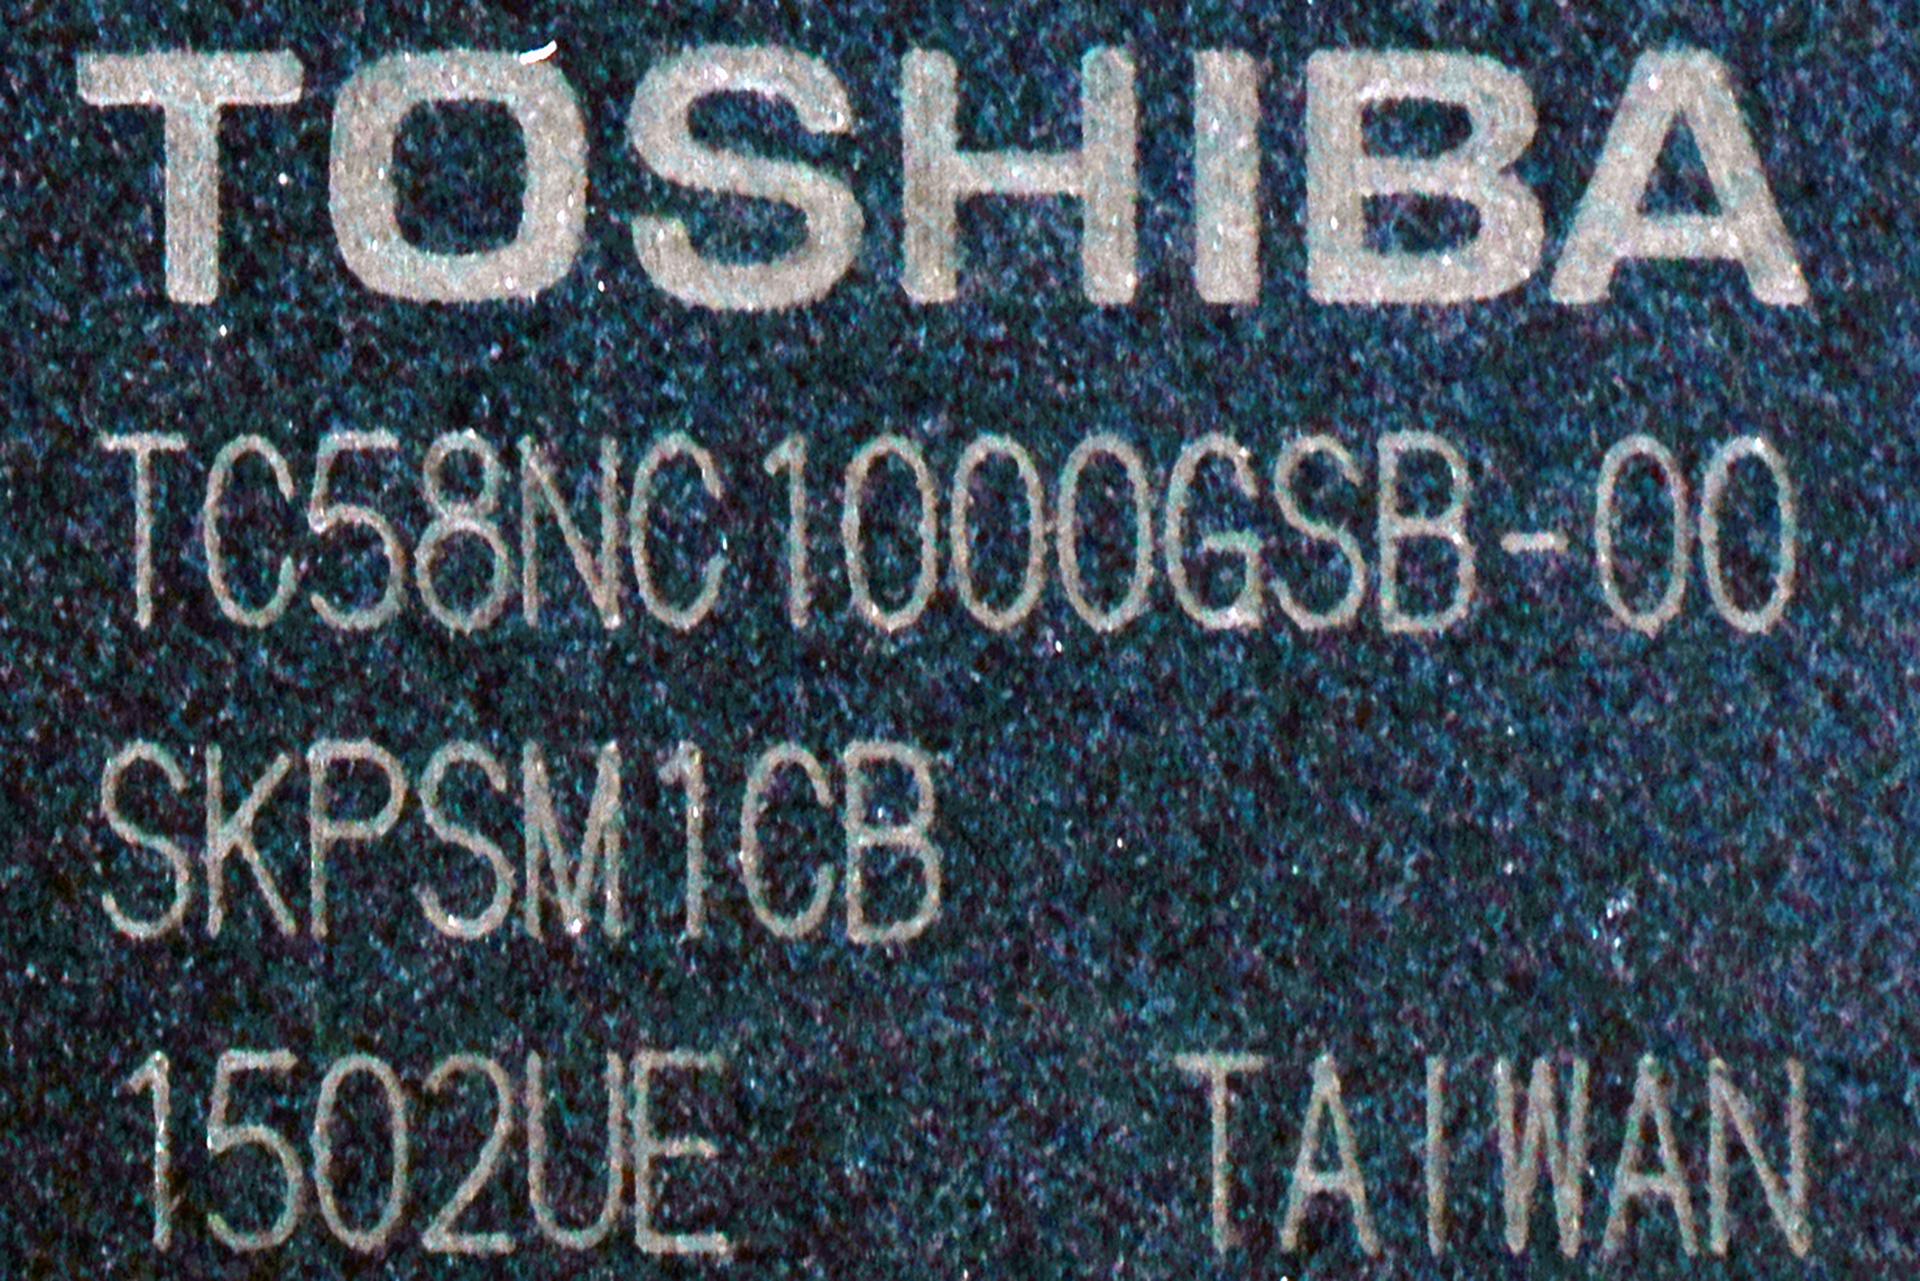 TOSHIBA
TC58NC1000GSB-00
SKPSM1CB
1502UE TAIWAN